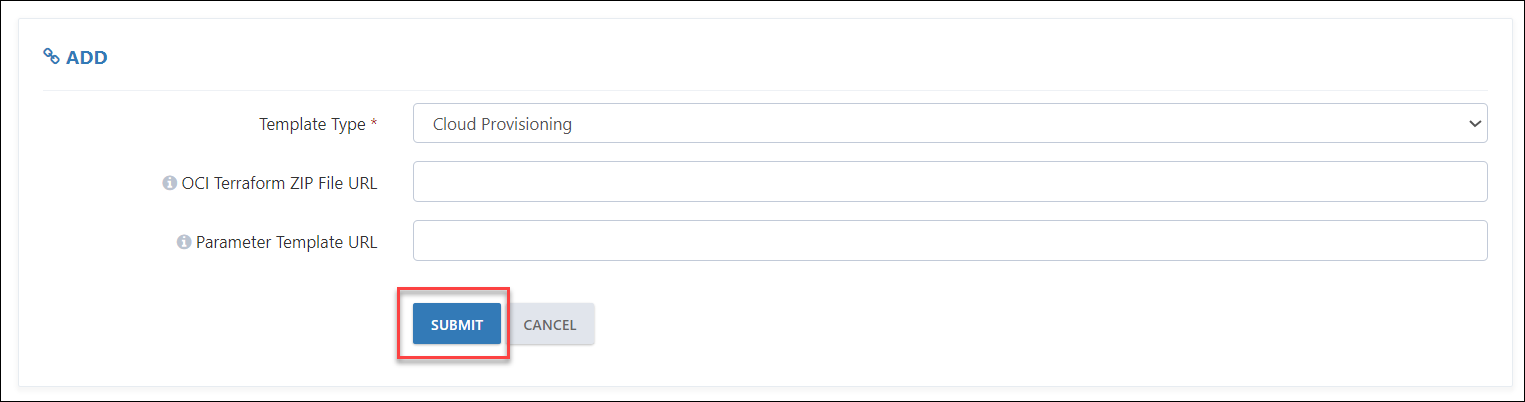 ADD
Template Type *
Cloud Provisioning
OCI Terraform ZIP File URL
Parameter Template URL
SUBMIT
CANCEL